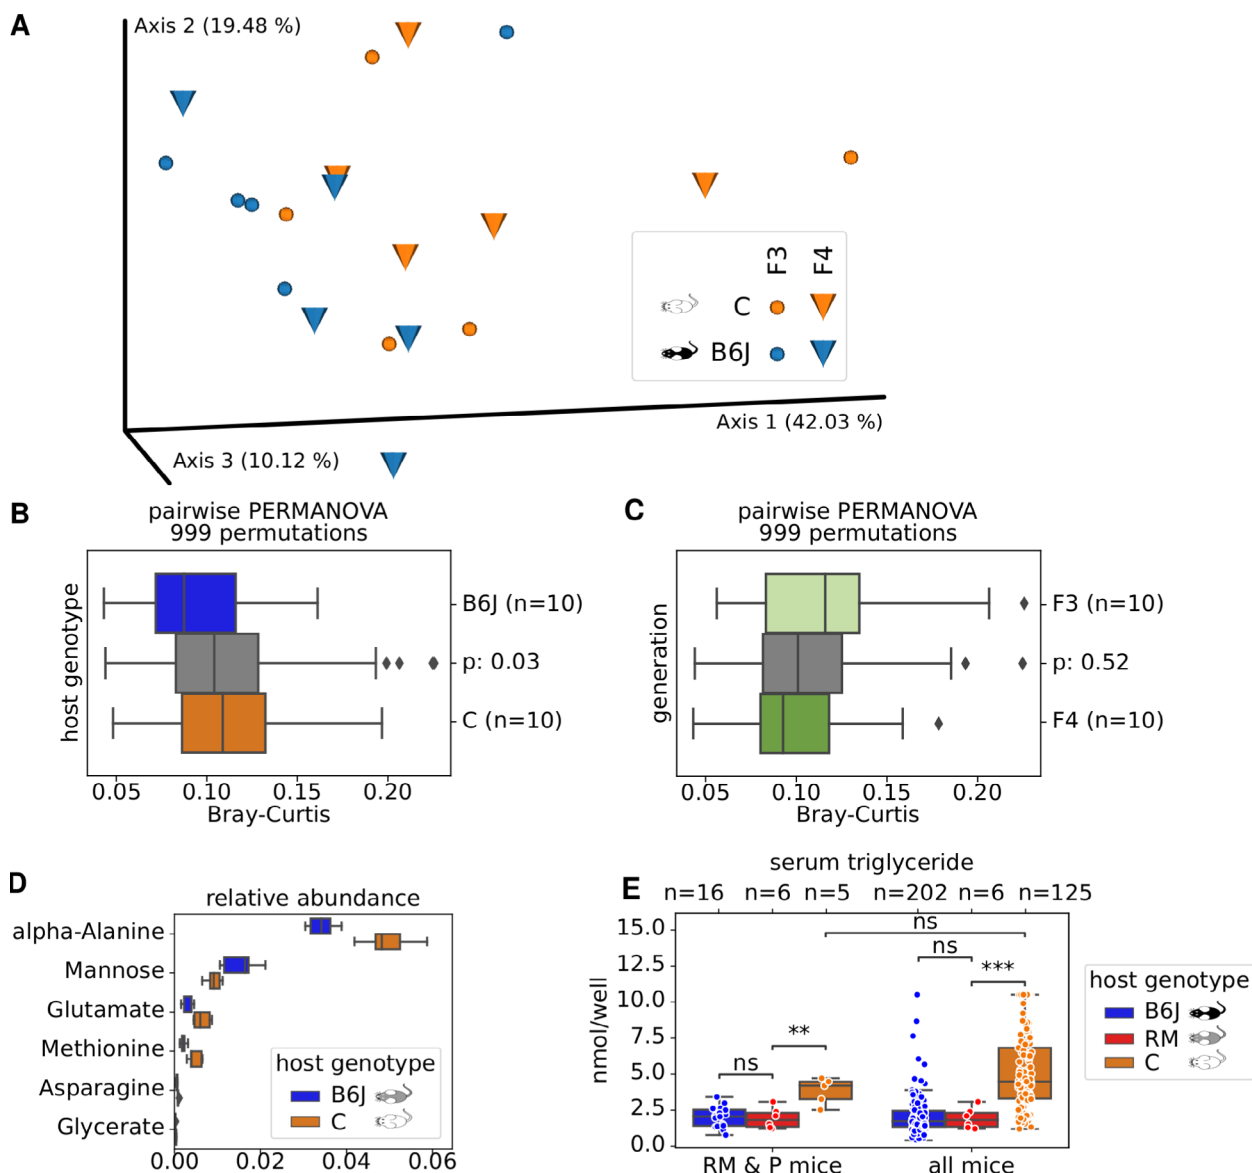 A
Axis 2 (19.48 %)
F3
F4
C
B6J
Axis 1 (42.03 %)
Axis 3 (10.12 %)
B
pairwise PERMANOVA
999 permutations
host genotype
B6J (n=10)
p: 0.03
C (n=10)
0.05 0.10 0.15 0.20
Bray-Curtis
C
pairwise PERMANOVA
999 permutations
generation
F3 (n=10)
p: 0.52
F4 (n=10)
0.05 0.10 0.15 0.20
Bray-Curtis
D
relative abundance
alpha-Alanine
Mannose
Glutamate
Methionine
Asparagine
Glycerate
host genotype
B6J
C
0.00 0.02 0.04 0.06
E
serum triglyceride
n=16 n=6 n=5 n=202 n=6 n=125
nmol/well
15.0
12.5
10.0
7.5
5.0
2.5
0.0
ns
ns
***
**
ns
RM & P mice all mice
host genotype
B6J
RM
C